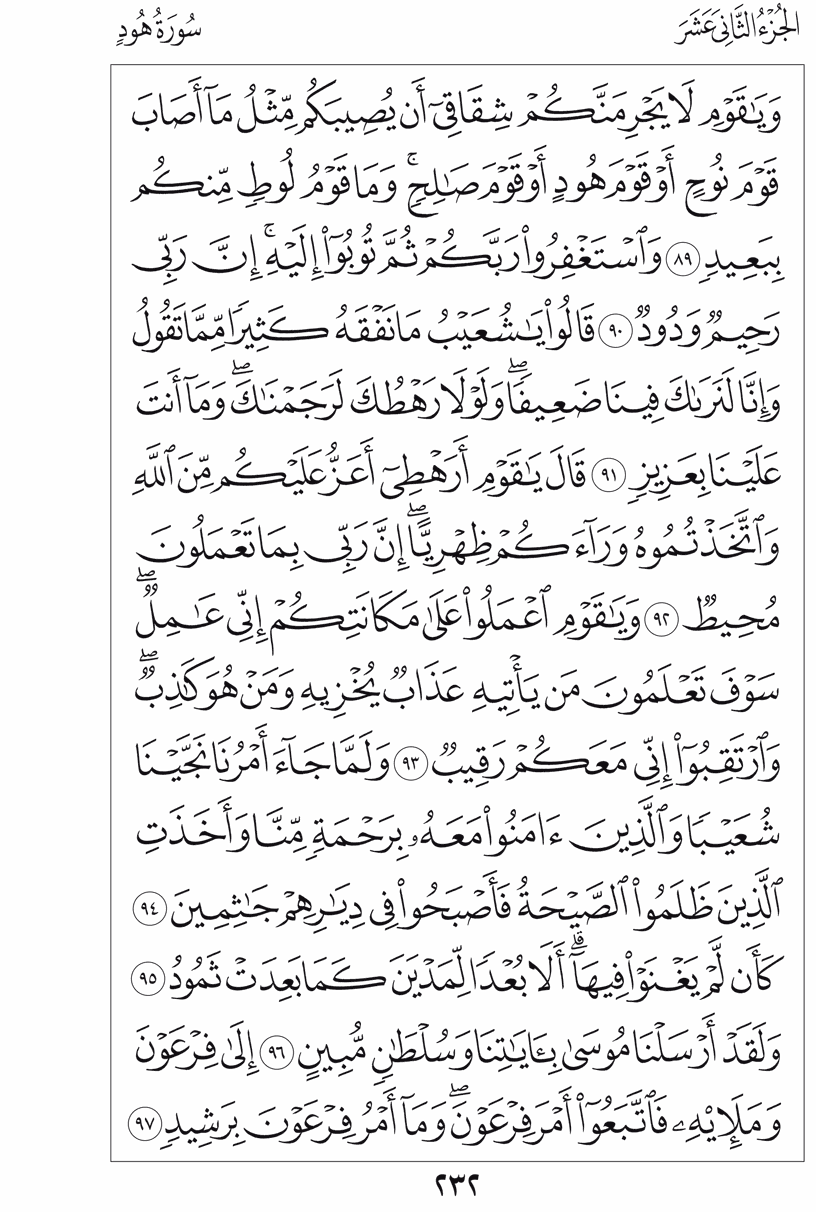 الجُزْءُ الثَّانِيَ عَشَرَ
سُورَةُ هُودٍ
وَيَٰقَوْمِ لَا يَجْرِمَنَّكُمْ شِقَاقِىٓ أَن يُصِيبَكُم مِّثْلُ مَآ أَصَابَ
قَوْمَ نُوحٍ أَوْ قَوْمَ هُودٍ أَوْ قَوْمَ صَٰلِحٍۚ وَمَا قَوْمُ لُوطٍ مِّنكُم
بِبَعِيدٍ ٨٩ وَٱسْتَغْفِرُوا۟ رَبَّكُمْ ثُمَّ تُوبُوٓا۟ إِلَيْهِۚ إِنَّ رَبِّى
رَحِيمٌ وَدُودٌ ٩٠ قَالُوا۟ يَٰشُعَيْبُ مَا نَفْقَهُ كَثِيرًا مِّمَّا تَقُولُ
وَإِنَّا لَنَرَىٰكَ فِينَا ضَعِيفًاۖ وَلَوْلَا رَهْطُكَ لَرَجَمْنَٰكَۖ وَمَآ أَنتَ
عَلَيْنَا بِعَزِيزٍ ٩١ قَالَ يَٰقَوْمِ أَرَهْطِىٓ أَعَزُّ عَلَيْكُم مِّنَ ٱللَّهِ
وَٱتَّخَذْتُمُوهُ وَرَآءَكُمْ ظِهْرِيًّاۖ إِنَّ رَبِّى بِمَا تَعْمَلُونَ
مُحِيطٌ ٩٢ وَيَٰقَوْمِ ٱعْمَلُوا۟ عَلَىٰ مَكَانَتِكُمْ إِنِّى عَٰمِلٌۖ
سَوْفَ تَعْلَمُونَ مَن يَأْتِيهِ عَذَابٌ يُخْزِيهِ وَمَنْ هُوَ كَٰذِبٌۖ
وَٱرْتَقِبُوٓا۟ إِنِّى مَعَكُمْ رَقِيبٌ ٩٣ وَلَمَّا جَآءَ أَمْرُنَا نَجَّيْنَا
شُعَيْبًا وَٱلَّذِينَ ءَامَنُوا۟ مَعَهُۥ بِرَحْمَةٍ مِّنَّا وَأَخَذَتِ
ٱلَّذِينَ ظَلَمُوا۟ ٱلصَّيْحَةُ فَأَصْبَحُوا۟ فِى دِيَٰرِهِمْ جَٰثِمِينَ ٩٤
كَأَن لَّمْ يَغْنَوْا۟ فِيهَآۗ أَلَا بُعْدًا لِّمَدْيَنَ كَمَا بَعِدَتْ ثَمُودُ ٩٥
وَلَقَدْ أَرْسَلْنَا مُوسَىٰ بِـَٔايَٰتِنَا وَسُلْطَٰنٍ مُّبِينٍ ٩٦ إِلَىٰ فِرْعَوْنَ
وَمَلَإِي۟هِۦ فَٱتَّبَعُوٓا۟ أَمْرَ فِرْعَوْنَۖ وَمَآ أَمْرُ فِرْعَوْنَ بِرَشِيدٍ ٩٧
٢٣٢